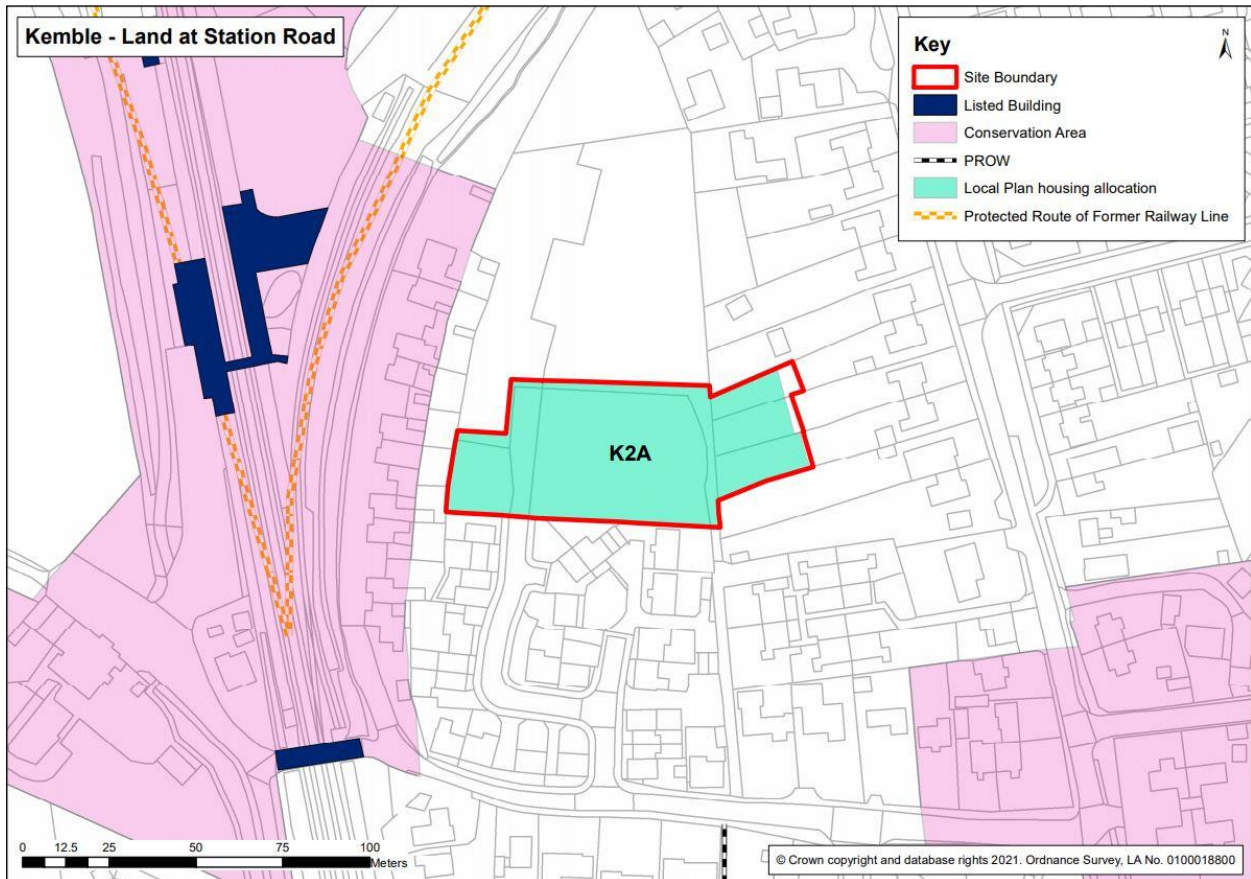 Kemble - Land at Station Road
Key
N
Site Boundary
Listed Building
Conservation Area
PROW
Local Plan housing allocation
Protected Route of Former Railway Line
K2A
0 12.5 25 50 75 100
Meters
© Crown copyright and database rights 2021. Ordnance Survey, LA No. 0100018800